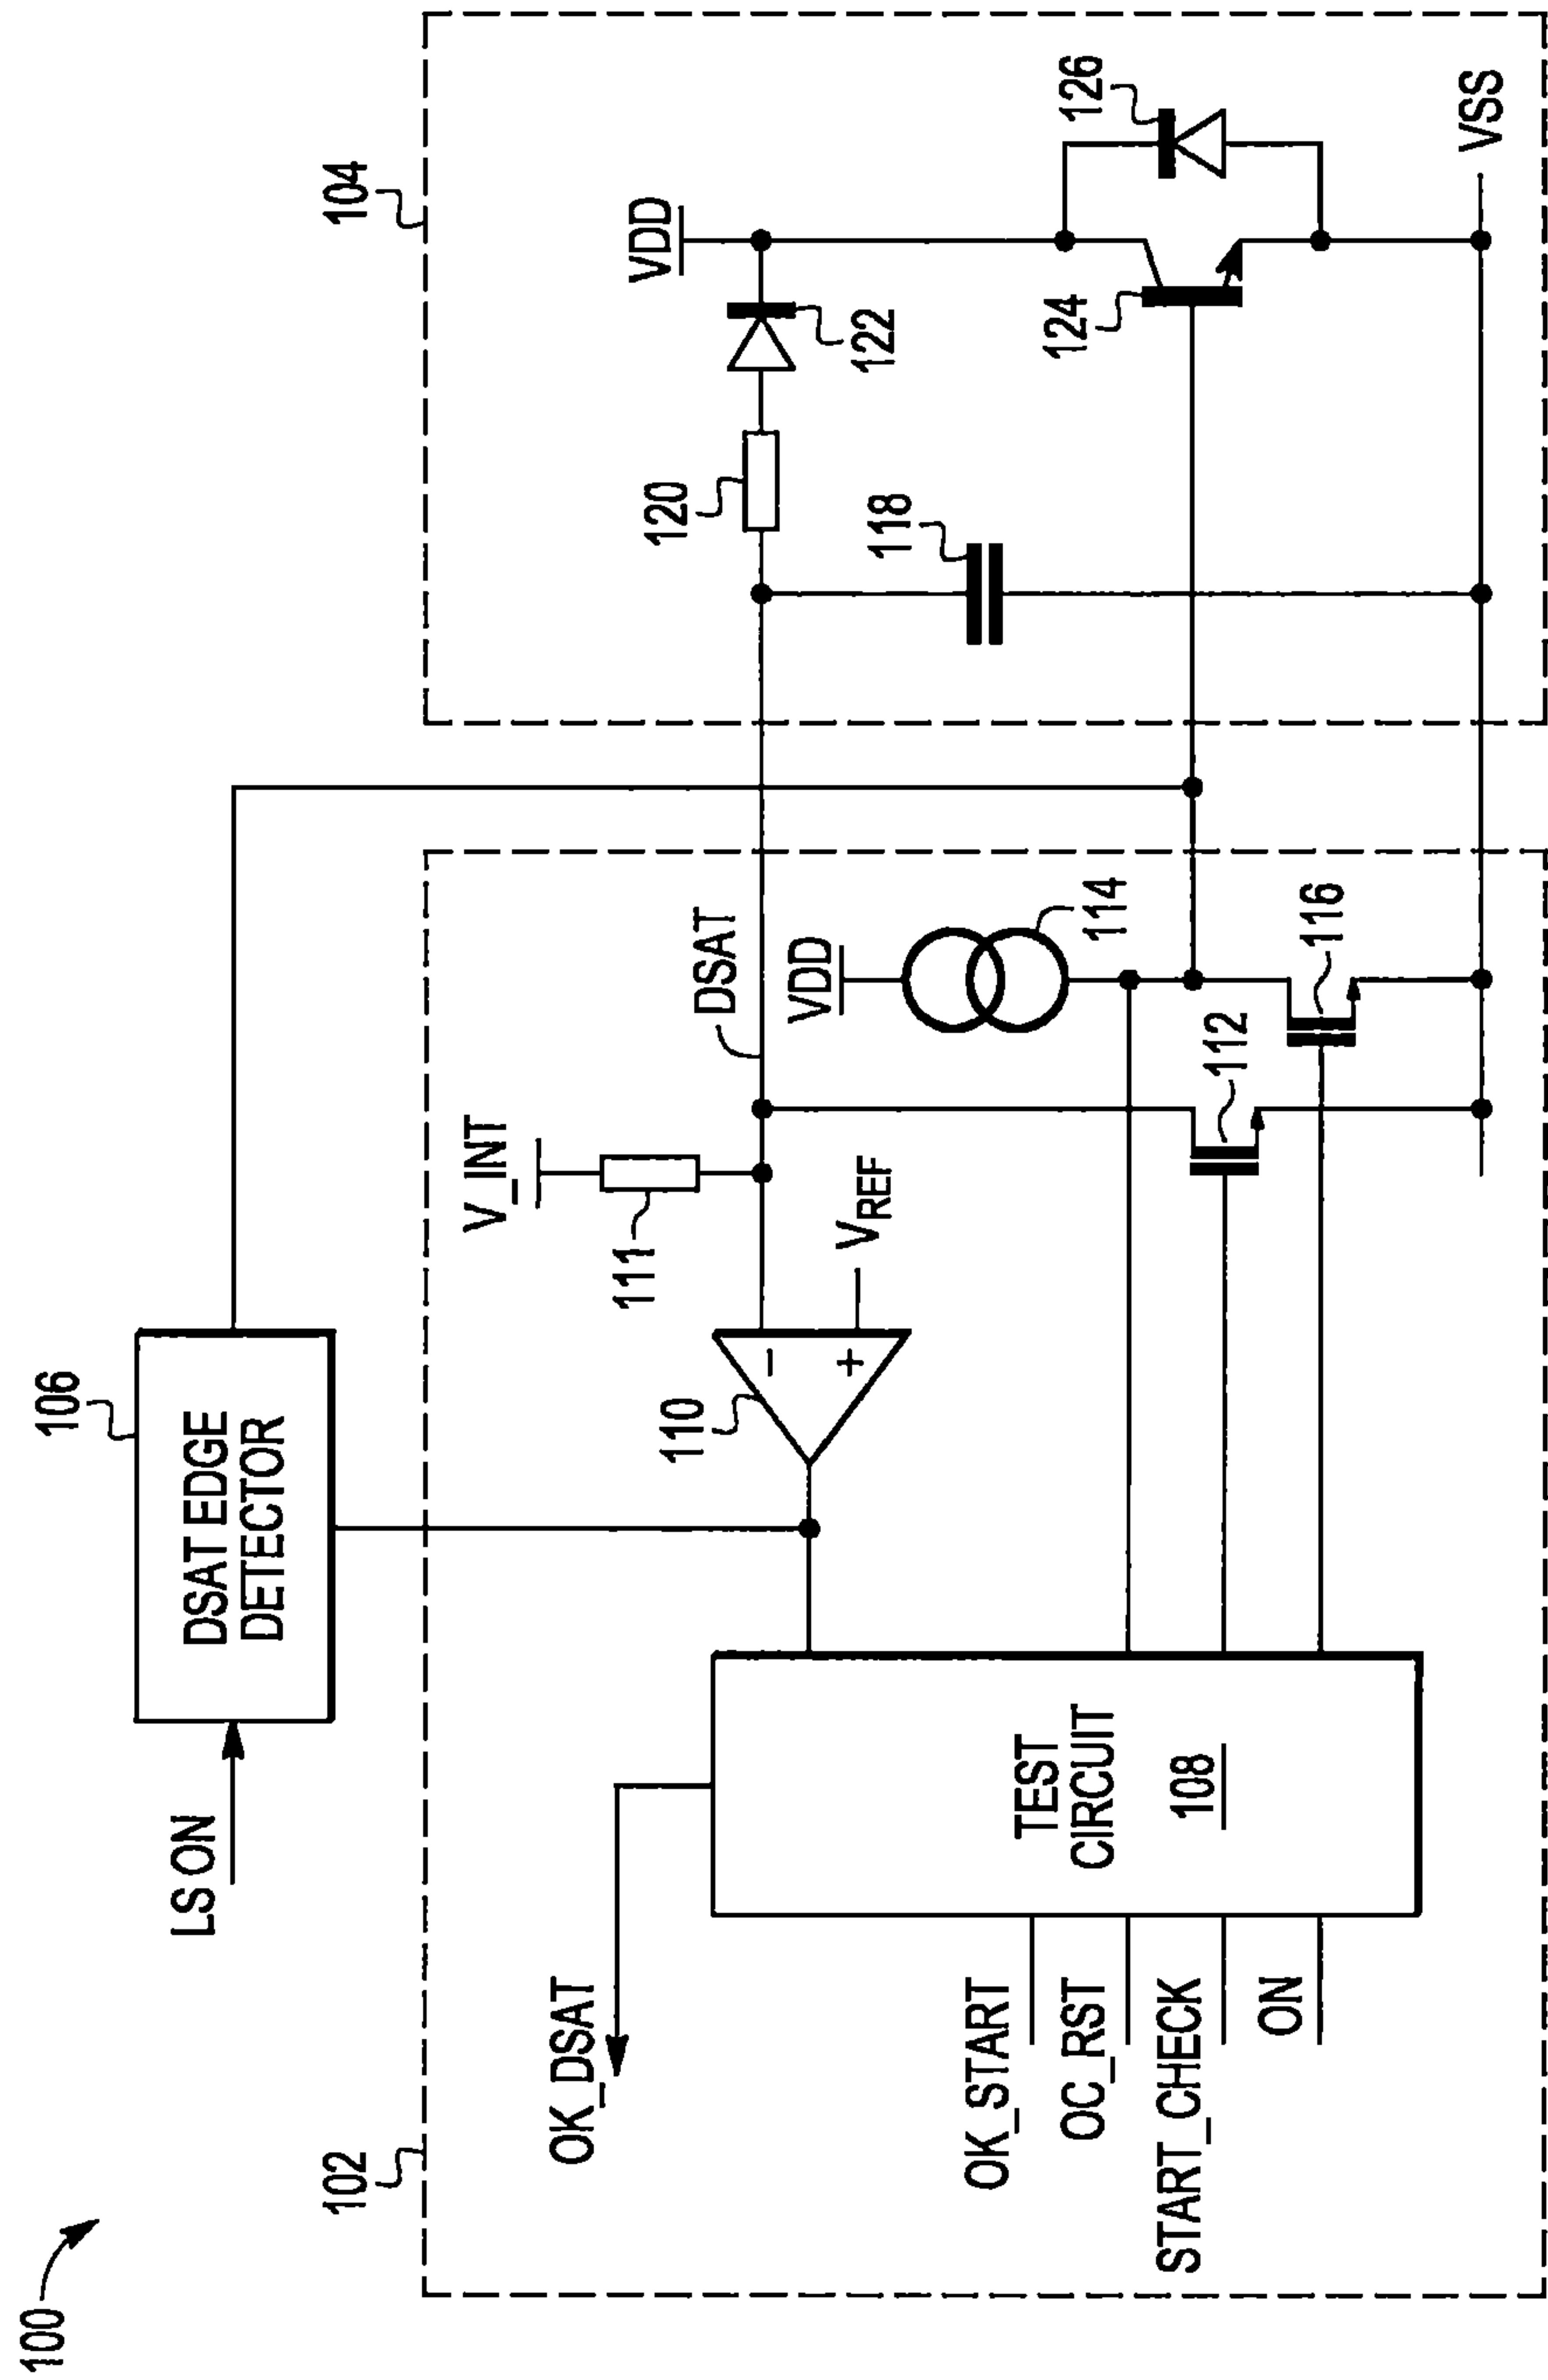 100
102
104
106
DSAT EDGE
DETECTOR
LS ON
OK_DSAT
V_INT
111
DSAT
VDD
120
122
110
VREF
118
VDD
114
124
126
112
116
TEST
CIRCUIT
108
OK_START
OC_RST
START_CHECK
ON
VSS